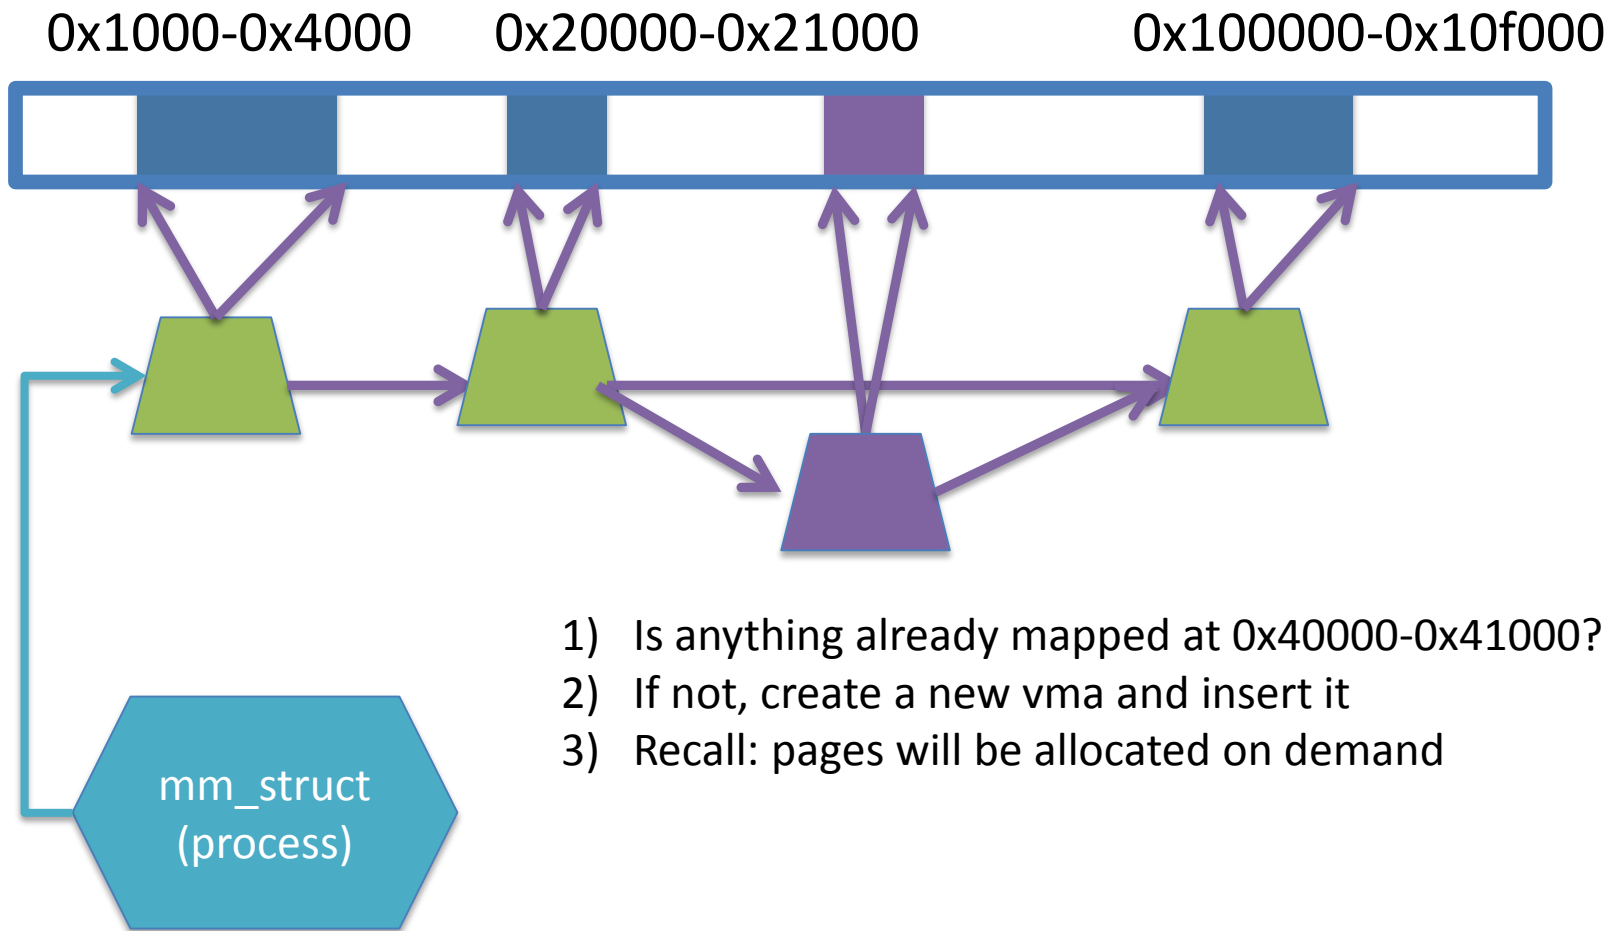 0x1000-0x4000 0x20000-0x21000 0x100000-0x10f000
1) Is anything already mapped at 0x40000-0x41000?
2) If not, create a new vma and insert it
3) Recall: pages will be allocated on demand
mm_struct
(process)